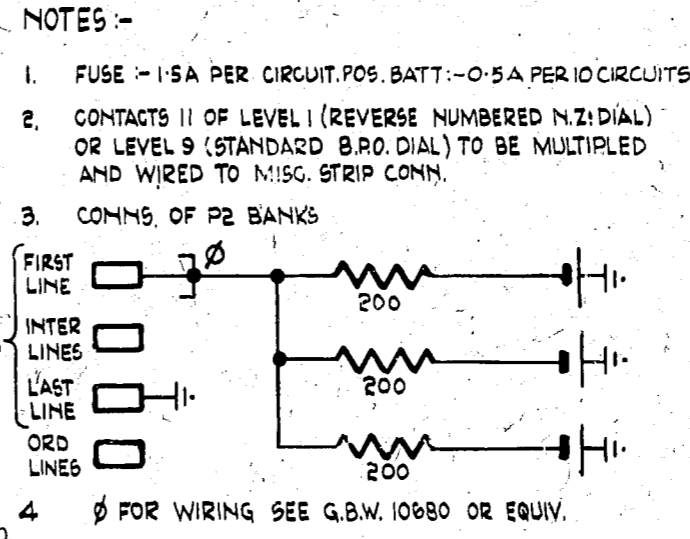 NOTES :-
1. FUSE :- 1·5A PER CIRCUIT. POS. BATT:- 0·5A PER 10 CIRCUITS
2. CONTACTS 11 OF LEVEL 1 (REVERSE NUMBERED N.Z. DIAL)
OR LEVEL 9 (STANDARD B.P.O. DIAL) TO BE MULTIPLED
AND WIRED TO MISC. STRIP CONN.
3. COMNS. OF P2 BANKS
FIRST
LINE
Ø
200
INTER
LINES
200
LAST
LINE
ORD
LINES
200
4 Ø FOR WIRING SEE G.B.W. 10680 OR EQUIV.